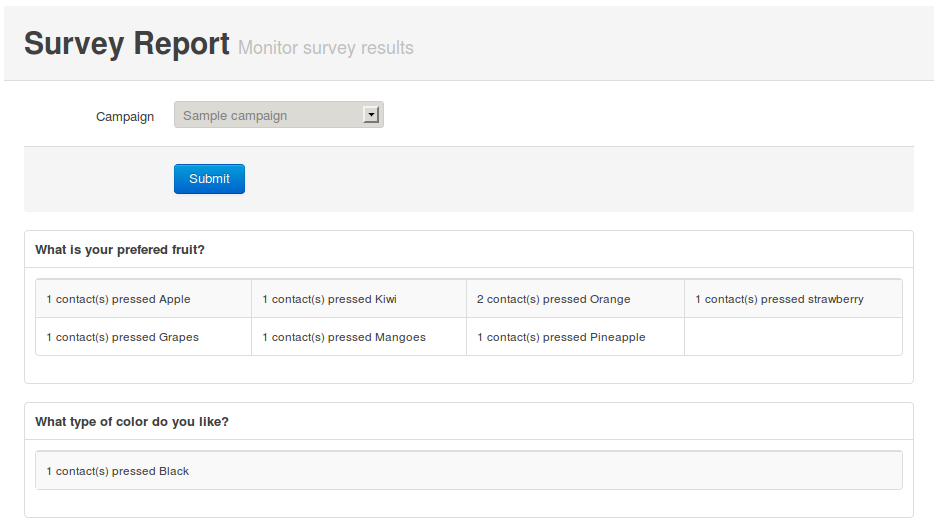 Survey Report Monitor survey results
Campaign Sample campaign
Submit
What is your prefered fruit?
1 contact(s) pressed Apple 1 contact(s) pressed Kiwi 2 contact(s) pressed Orange 1 contact(s) pressed strawberry
1 contact(s) pressed Grapes 1 contact(s) pressed Mangoes 1 contact(s) pressed Pineapple
What type of color do you like?
1 contact(s) pressed Black